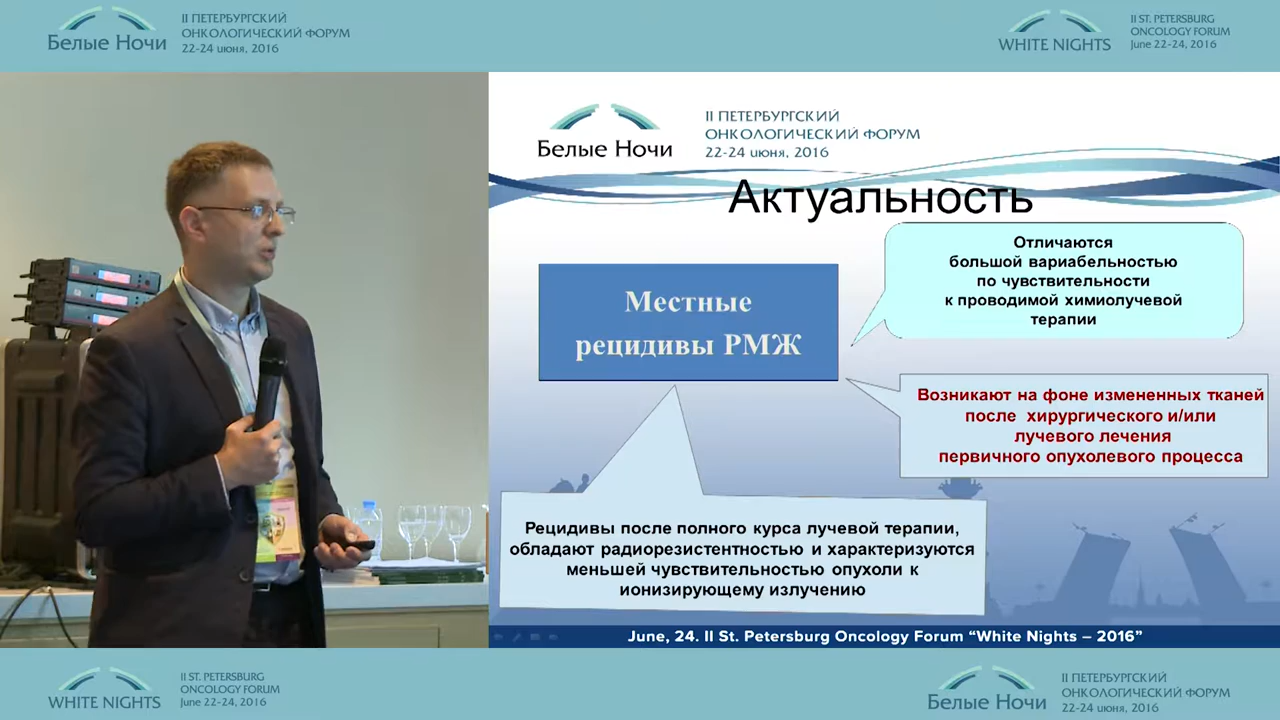 II ПЕТЕРБУРГСКИЙ
ОНКОЛОГИЧЕСКИЙ ФОРУМ
22-24 июня, 2016
Белые Ночи
II ST. PETERSBURG
ONCOLOGY FORUM
June 22-24, 2016
WHITE NIGHTS
II ПЕТЕРБУРГСКИЙ
ОНКОЛОГИЧЕСКИЙ ФОРУМ
22-24 июня, 2016
Белые Ночи
Актуальность
Местные
рецидивы РМЖ
Отличаются
большой вариабельностью
по чувствительности
к проводимой химиолучевой
терапии
Возникают на фоне измененных тканей
после хирургического и/или
лучевого лечения
первичного опухолевого процесса
Рецидивы после полного курса лучевой терапии,
обладают радиорезистентностью и характеризуются
меньшей чувствительностью опухоли к
ионизирующему излучению
June, 24. II St. Petersburg Oncology Forum “White Nights – 2016”
II ST. PETERSBURG
ONCOLOGY FORUM
June 22-24, 2016
WHITE NIGHTS
II ПЕТЕРБУРГСКИЙ
ОНКОЛОГИЧЕСКИЙ ФОРУМ
22-24 июня, 2016
Белые Ночи